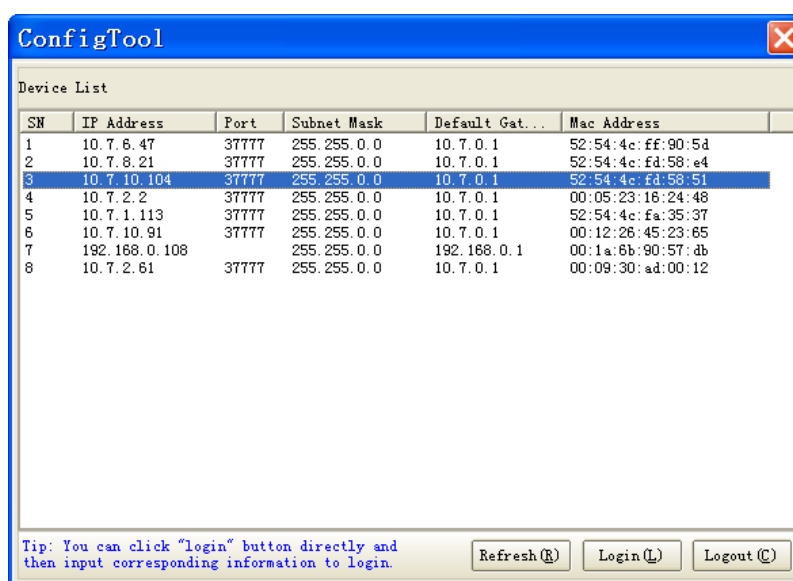 ConfigTool
Device List
SN IP Address Port Subnet Mask Default Gat... Mac Address
1 10.7.6.47 37777 255.255.0.0 10.7.0.1 52:54:4c:ff:90:5d
2 10.7.8.21 37777 255.255.0.0 10.7.0.1 52:54:4c:fd:58:e4
3 10.7.10.104 37777 255.255.0.0 10.7.0.1 52:54:4c:fd:58:51
4 10.7.2.2 37777 255.255.0.0 10.7.0.1 00:05:23:16:24:48
5 10.7.1.113 37777 255.255.0.0 10.7.0.1 52:54:4c:fa:35:37
6 10.7.10.91 37777 255.255.0.0 10.7.0.1 00:12:26:45:23:65
7 192.168.0.108 255.255.0.0 192.168.0.1 00:1a:6b:90:57:db
8 10.7.2.61 37777 255.255.0.0 10.7.0.1 00:09:30:ad:00:12
Tip: You can click "login" button directly and
then input corresponding information to login.
Refresh(R) Login(L) Logout(C)